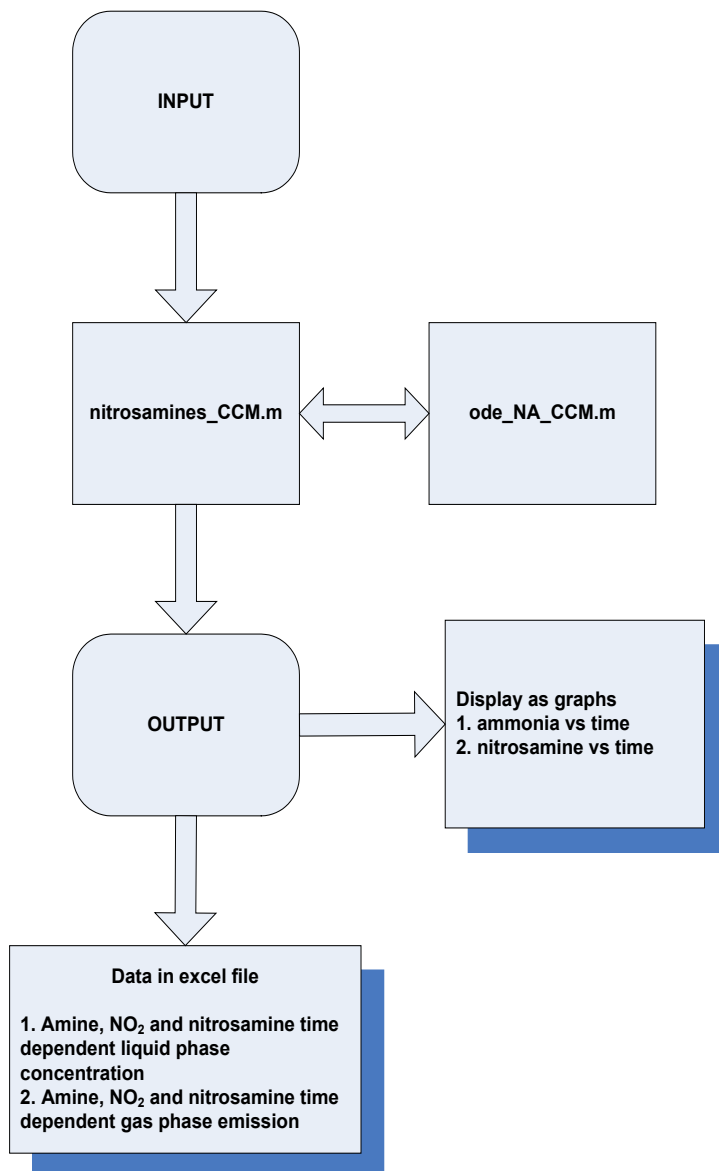 INPUT
nitrosamines_CCM.m
ode_NA_CCM.m
OUTPUT
Display as graphs
1. ammonia vs time
2. nitrosamine vs time
Data in excel file
1. Amine, NO₂ and nitrosamine time
dependent liquid phase
concentration
2. Amine, NO₂ and nitrosamine time
dependent gas phase emission